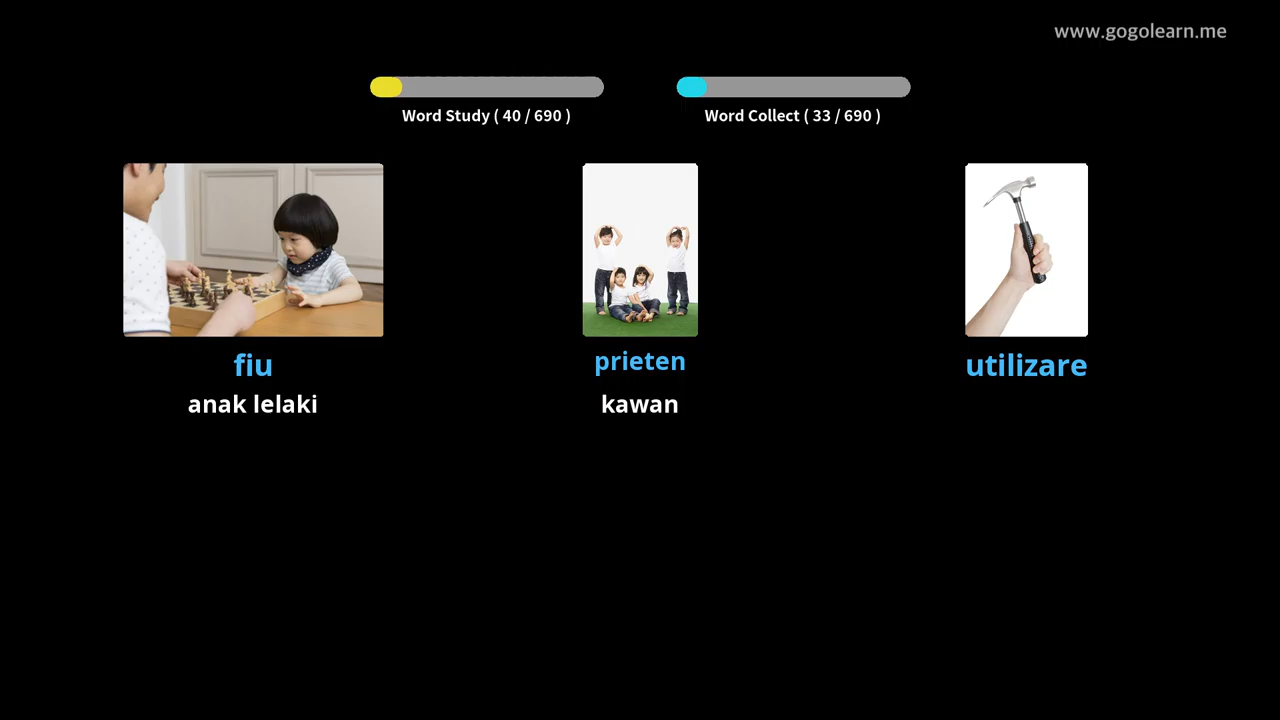 www.gogolearn.me
Word Study ( 40 / 690 )
Word Collect ( 33 / 690 )
fiu
anak lelaki
prieten
kawan
utilizare